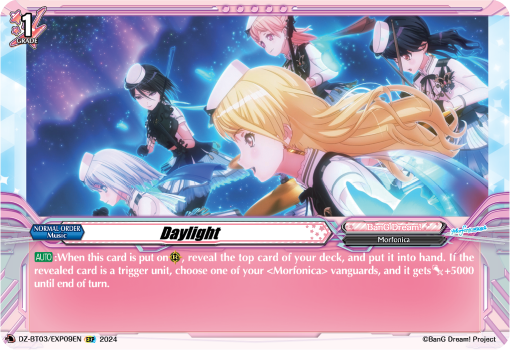 1
GRADE
NORMAL ORDER
Music
Daylight
BanG Dream!
Morfonica
AUTO :When this card is put on , reveal the top card of your deck, and put it into hand. If the
revealed card is a trigger unit, choose one of your <Morfonica> vanguards, and it gets +5000
until end of turn.
DZ-BT03/EXP09EN EXP 2024
©BanG Dream! Project